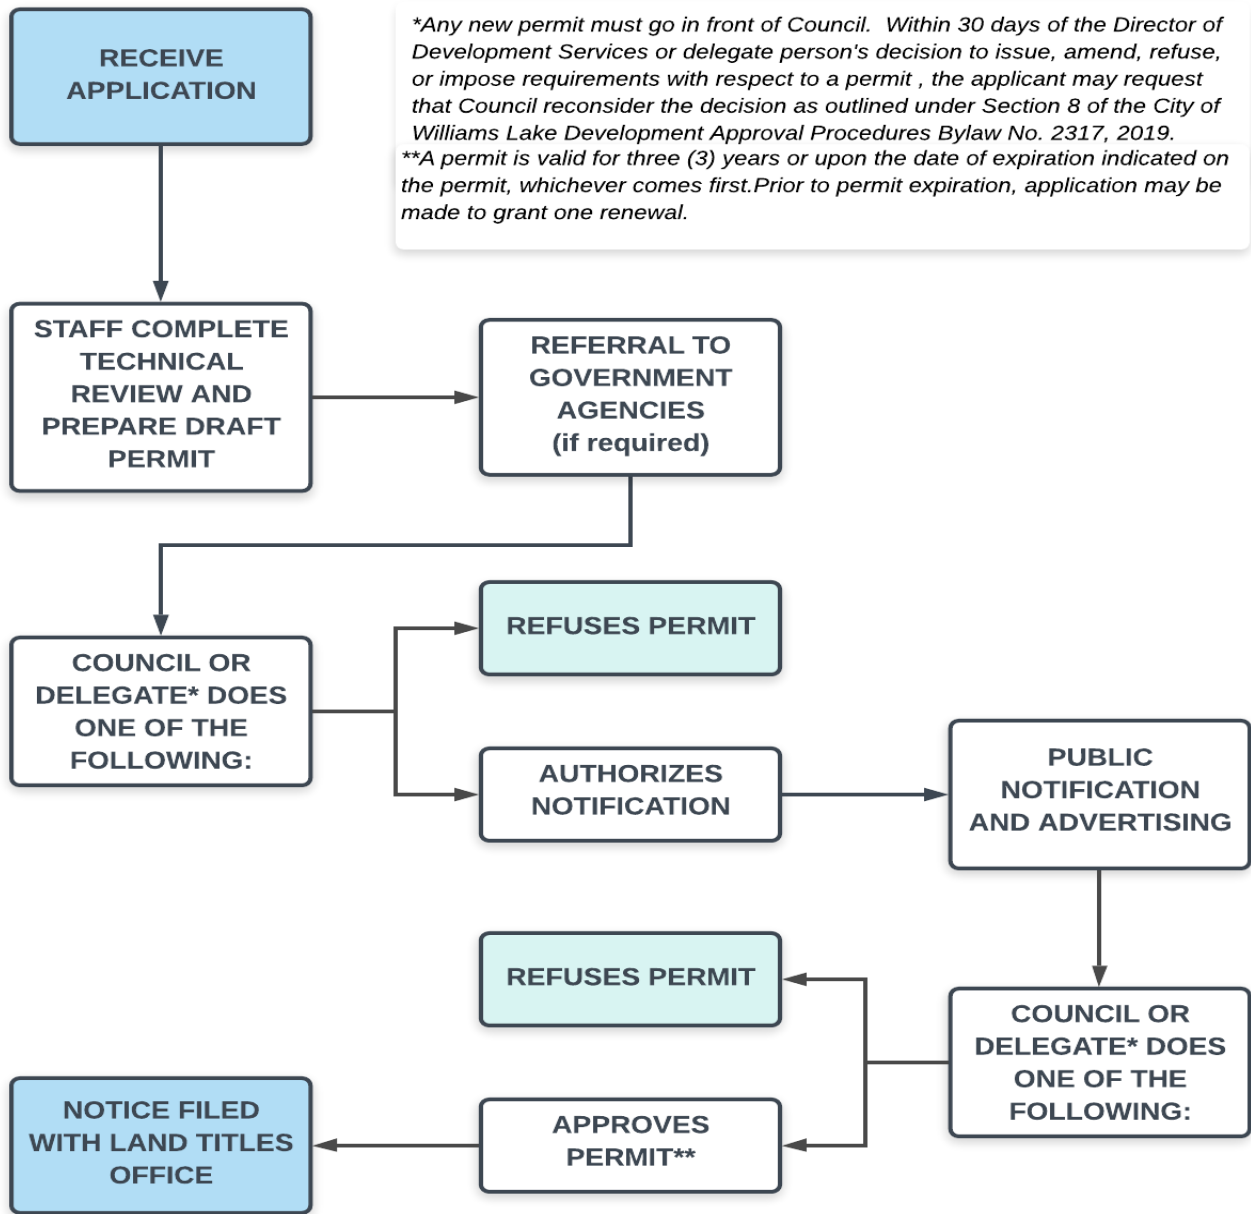 RECEIVE
APPLICATION
*Any new permit must go in front of Council.  Within 30 days of the Director of
Development Services or delegate person's decision to issue, amend, refuse,
or impose requirements with respect to a permit , the applicant may request
that Council reconsider the decision as outlined under Section 8 of the City of
Williams Lake Development Approval Procedures Bylaw No. 2317, 2019.
**A permit is valid for three (3) years or upon the date of expiration indicated on
the permit, whichever comes first.Prior to permit expiration, application may be
made to grant one renewal.
STAFF COMPLETE
TECHNICAL
REVIEW AND
PREPARE DRAFT
PERMIT
REFERRAL TO
GOVERNMENT
AGENCIES
(if required)
COUNCIL OR
DELEGATE* DOES
ONE OF THE
FOLLOWING:
REFUSES PERMIT
AUTHORIZES
NOTIFICATION
PUBLIC
NOTIFICATION
AND ADVERTISING
COUNCIL OR
DELEGATE* DOES
ONE OF THE
FOLLOWING:
REFUSES PERMIT
APPROVES
PERMIT**
NOTICE FILED
WITH LAND TITLES
OFFICE